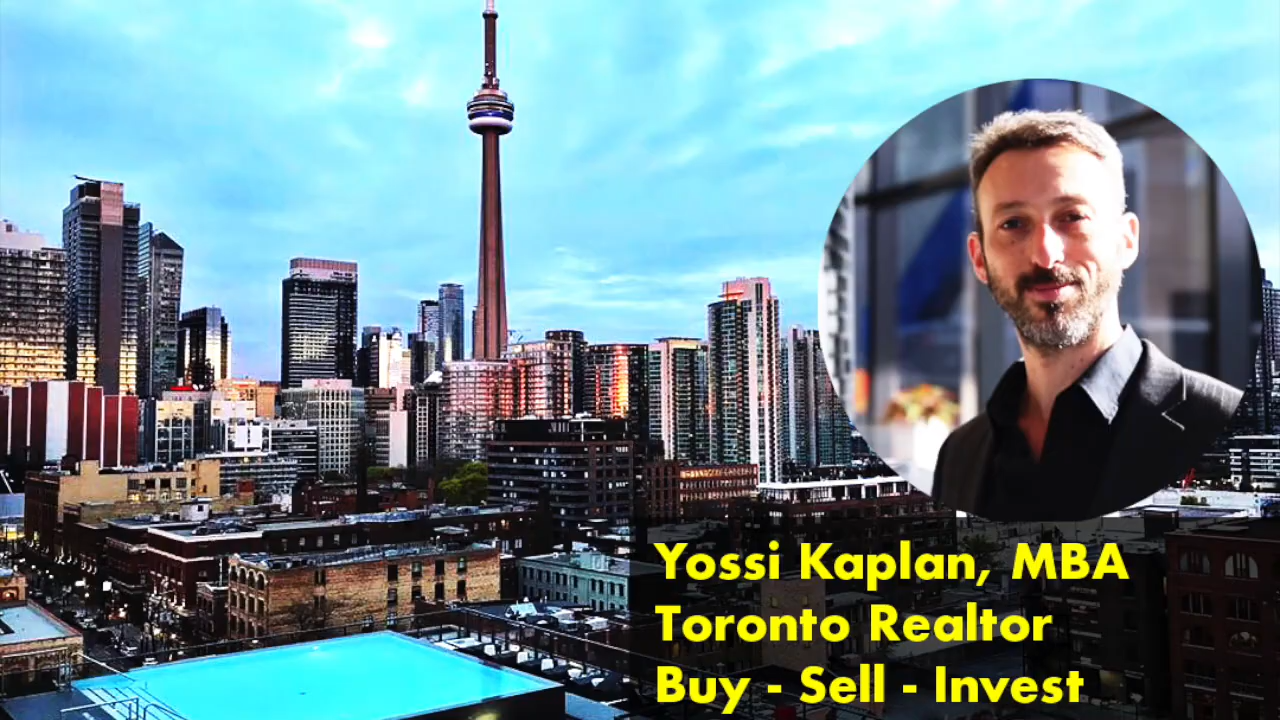 Yossi Kaplan, MBA
Toronto Realtor
Buy - Sell - Invest